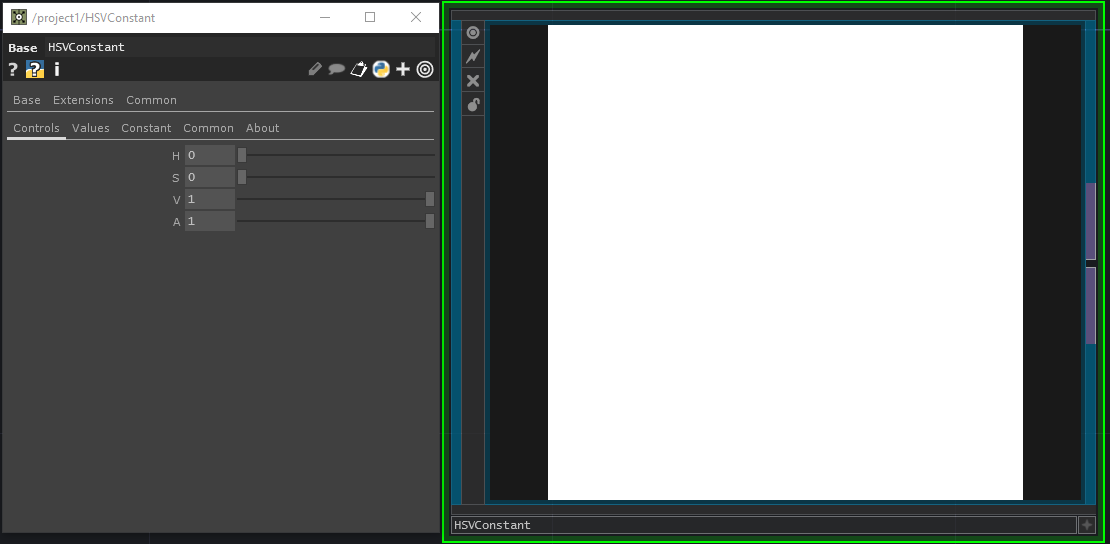 /project1/HSVConstant
Base HSVConstant
? ? i
Base Extensions Common
Controls Values Constant Common About
H 0
S 0
V 1
A 1
HSVConstant